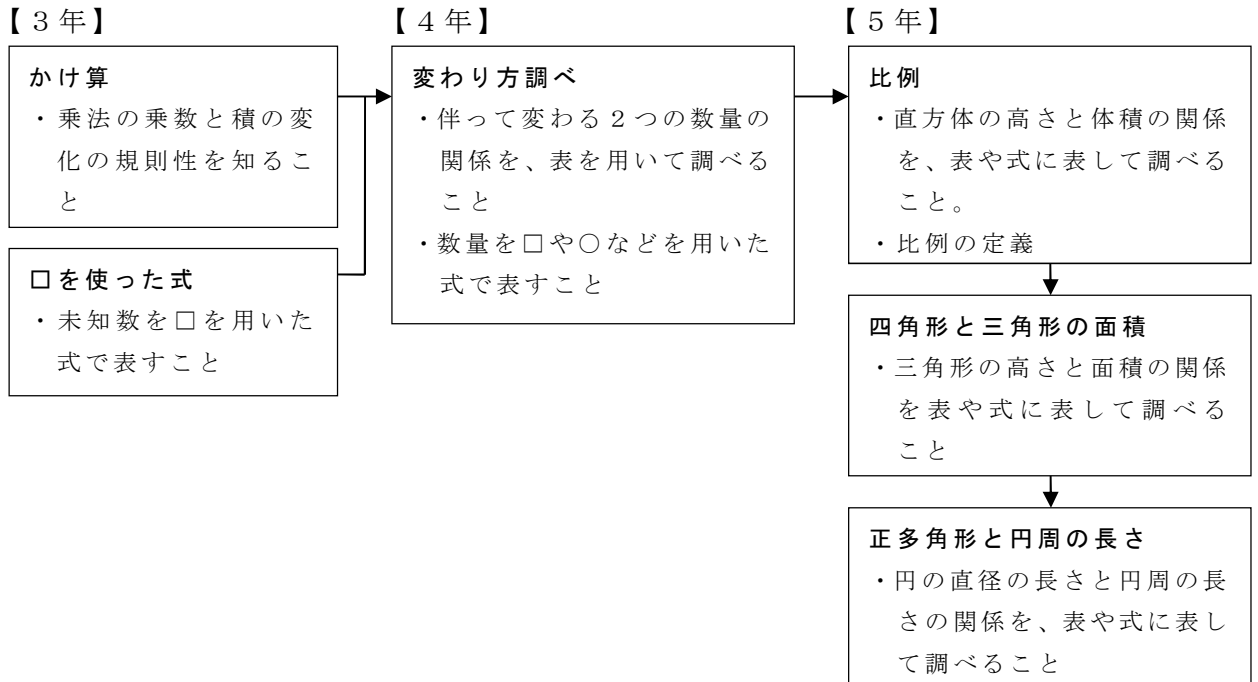 【3年】
かけ算
・乗法の乗数と積の変
化の規則性を知るこ
と
□を使った式
・未知数を□を用いた
式で表すこと
【4年】
変わり方調べ
・伴って変わる2つの数量の
関係を、表を用いて調べる
こと
・数量を□や○などを用いた
式で表すこと
【5年】
比例
・直方体の高さと体積の関係
を、表や式に表して調べる
こと。
・比例の定義
四角形と三角形の面積
・三角形の高さと面積の関係
を表や式に表して調べる
こと
正多角形と円周の長さ
・円の直径の長さと円周の長
さの関係を、表や式に表し
て調べること